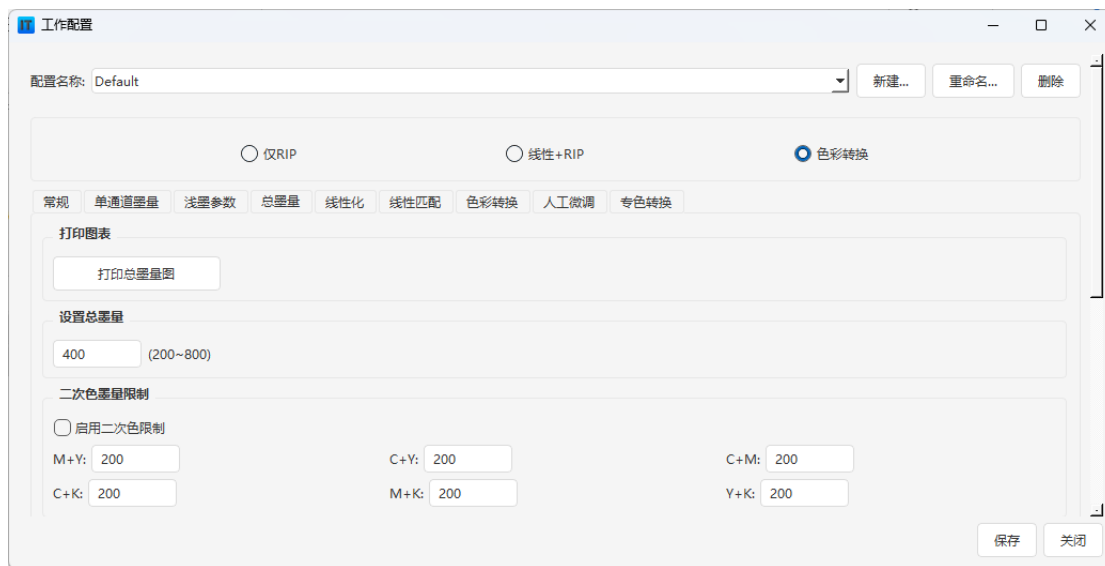 IT 工作配置
配置名称: Default 新建... 重命名... 删除
仅RIP 线性+RIP 色彩转换
常规 单通道墨量 浅墨参数 总墨量 线性化 线性匹配 色彩转换 人工微调 专色转换
打印图表
打印总墨量图
设置总墨量
400 (200~800)
二次色墨量限制
启用二次色限制
M+Y: 200 C+Y: 200 C+M: 200
C+K: 200 M+K: 200 Y+K: 200
保存 关闭